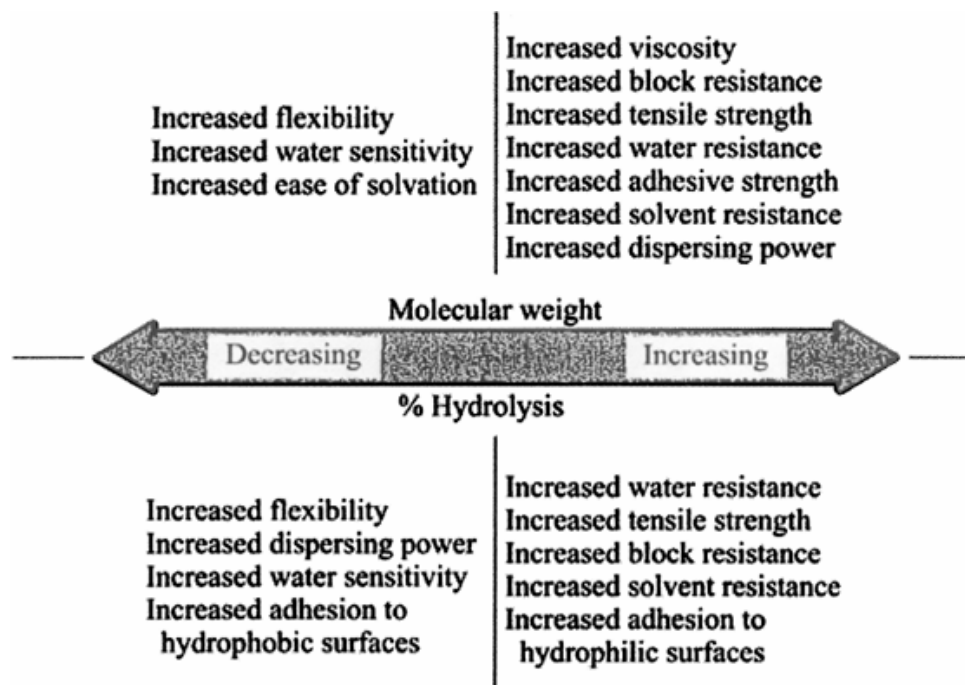 Increased flexibility
Increased water sensitivity
Increased ease of solvation
Increased viscosity
Increased block resistance
Increased tensile strength
Increased water resistance
Increased adhesive strength
Increased solvent resistance
Increased dispersing power
Molecular weight
Decreasing
Increasing
% Hydrolysis
Increased flexibility
Increased dispersing power
Increased water sensitivity
Increased adhesion to
hydrophobic surfaces
Increased water resistance
Increased tensile strength
Increased block resistance
Increased solvent resistance
Increased adhesion to
hydrophilic surfaces